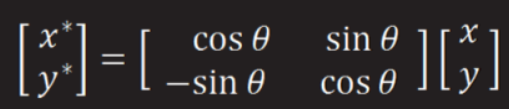 [x*] = [cos θ sin θ] [x]
[y*] [−sin θ cos θ] [y]